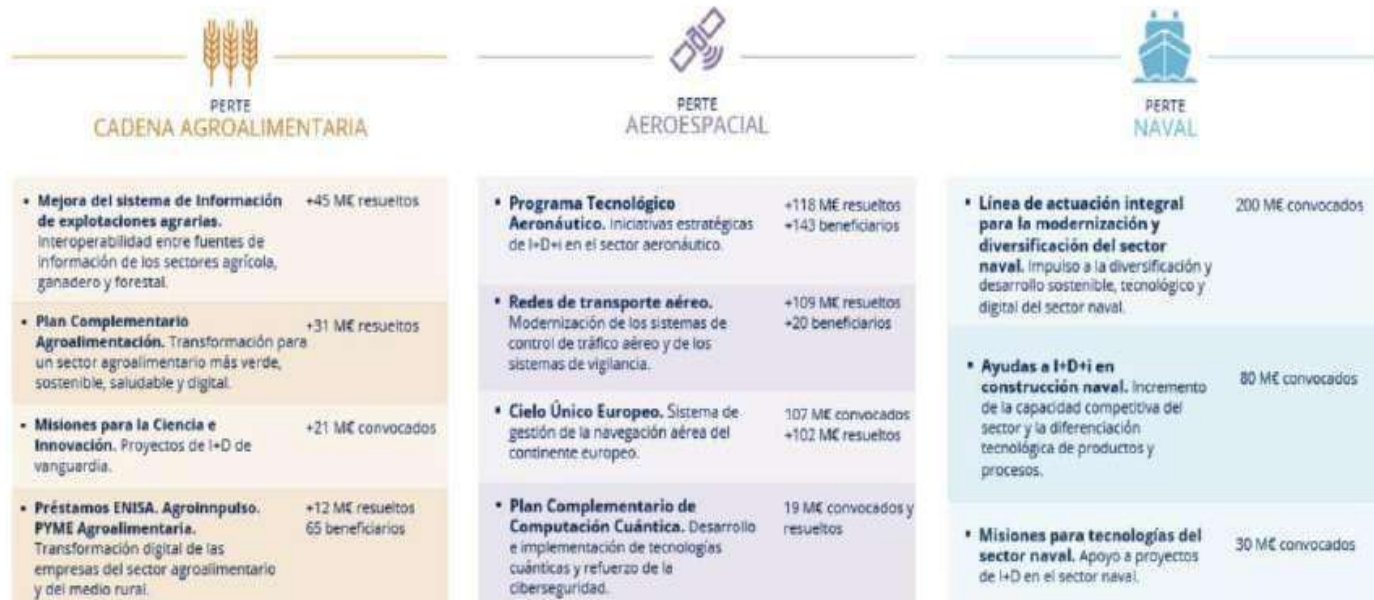 PERTE
CADENA AGROALIMENTARIA
• Mejora del sistema de Información
de explotaciones agrarias.
Interoperabilidad entre fuentes de
información de los sectores agrícola,
ganadero y forestal.
+45 M€ resueltos
• Plan Complementario
Agroalimentación. Transformación para
un sector agroalimentario más verde,
sostenible, saludable y digital.
+31 M€ resueltos
• Misiones para la Ciencia e
Innovación. Proyectos de I+D de
vanguardia.
+21 M€ convocados
• Préstamos ENISA. Agroinnpulso.
PYME Agroalimentaria.
Transformación digital de las
empresas del sector agroalimentario
y del medio rural.
+12 M€ resueltos
65 beneficiarios
PERTE
AEROESPACIAL
• Programa Tecnológico
Aeronáutico. Iniciativas estratégicas
de I+D+i en el sector aeronáutico.
+118 M€ resueltos
+143 beneficiarios
• Redes de transporte aéreo.
Modernización de los sistemas de
control de tráfico aéreo y de los
sistemas de vigilancia.
+109 M€ resueltos
+20 beneficiarios
• Cielo Único Europeo. Sistema de
gestión de la navegación aérea del
continente europeo.
107 M€ convocados
+102 M€ resueltos
• Plan Complementario de
Computación Cuántica. Desarrollo
e implementación de tecnologías
cuánticas y refuerzo de la
ciberseguridad.
19 M€ convocados y
resueltos
PERTE
NAVAL
• Línea de actuación integral
para la modernización y
diversificación del sector
naval. Impulso a la diversificación y
desarrollo sostenible, tecnológico y
digital del sector naval.
200 M€ convocados
• Ayudas a I+D+i en
construcción naval. Incremento
de la capacidad competitiva del
sector y la diferenciación
tecnológica de productos y
procesos.
80 M€ convocados
• Misiones para tecnologías del
sector naval. Apoyo a proyectos
de I+D en el sector naval.
30 M€ convocados